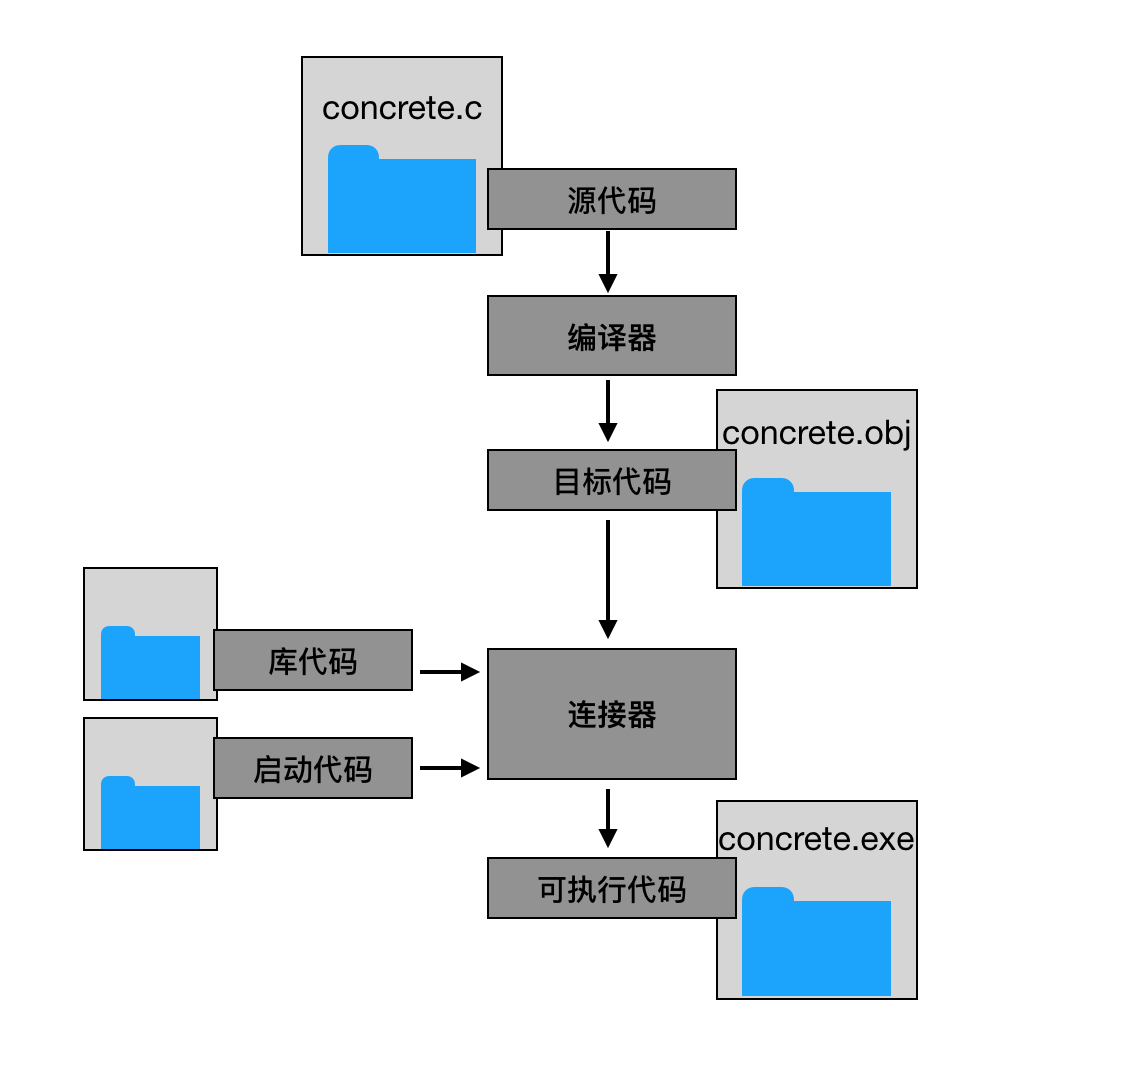 concrete.c
源代码
编译器
concrete.obj
目标代码
库代码
连接器
启动代码
concrete.exe
可执行代码